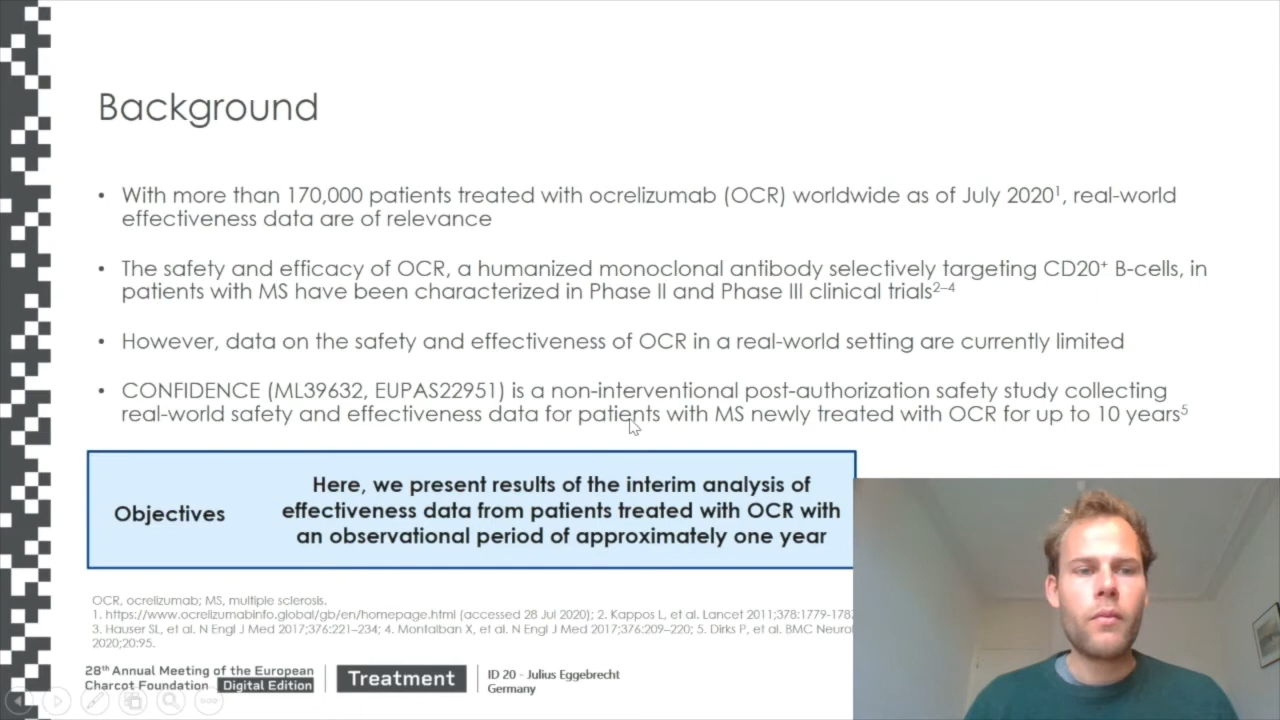 Background
• With more than 170,000 patients treated with ocrelizumab (OCR) worldwide as of July 2020¹, real-world
effectiveness data are of relevance
• The safety and efficacy of OCR, a humanized monoclonal antibody selectively targeting CD20⁺ B-cells, in
patients with MS have been characterized in Phase II and Phase III clinical trials²⁻⁴
• However, data on the safety and effectiveness of OCR in a real-world setting are currently limited
• CONFIDENCE (ML39632, EUPAS22951) is a non-interventional post-authorization safety study collecting
real-world safety and effectiveness data for patients with MS newly treated with OCR for up to 10 years⁵
Objectives
Here, we present results of the interim analysis of
effectiveness data from patients treated with OCR with
an observational period of approximately one year
OCR, ocrelizumab; MS, multiple sclerosis.
1. https://www.ocrelizumabinfo.global/gb/en/homepage.html (accessed 28 Jul 2020); 2. Kappos L, et al. Lancet 2011;378:1779-178
3. Hauser SL, et al. N Engl J Med 2017;376:221–234; 4. Montalban X, et al. N Engl J Med 2017;376:209–220; 5. Dirks P, et al. BMC Neurol
2020;20:95.
28th Annual Meeting of the European
Charcot Foundation Digital Edition
Treatment
ID 20 - Julius Eggebrecht
Germany